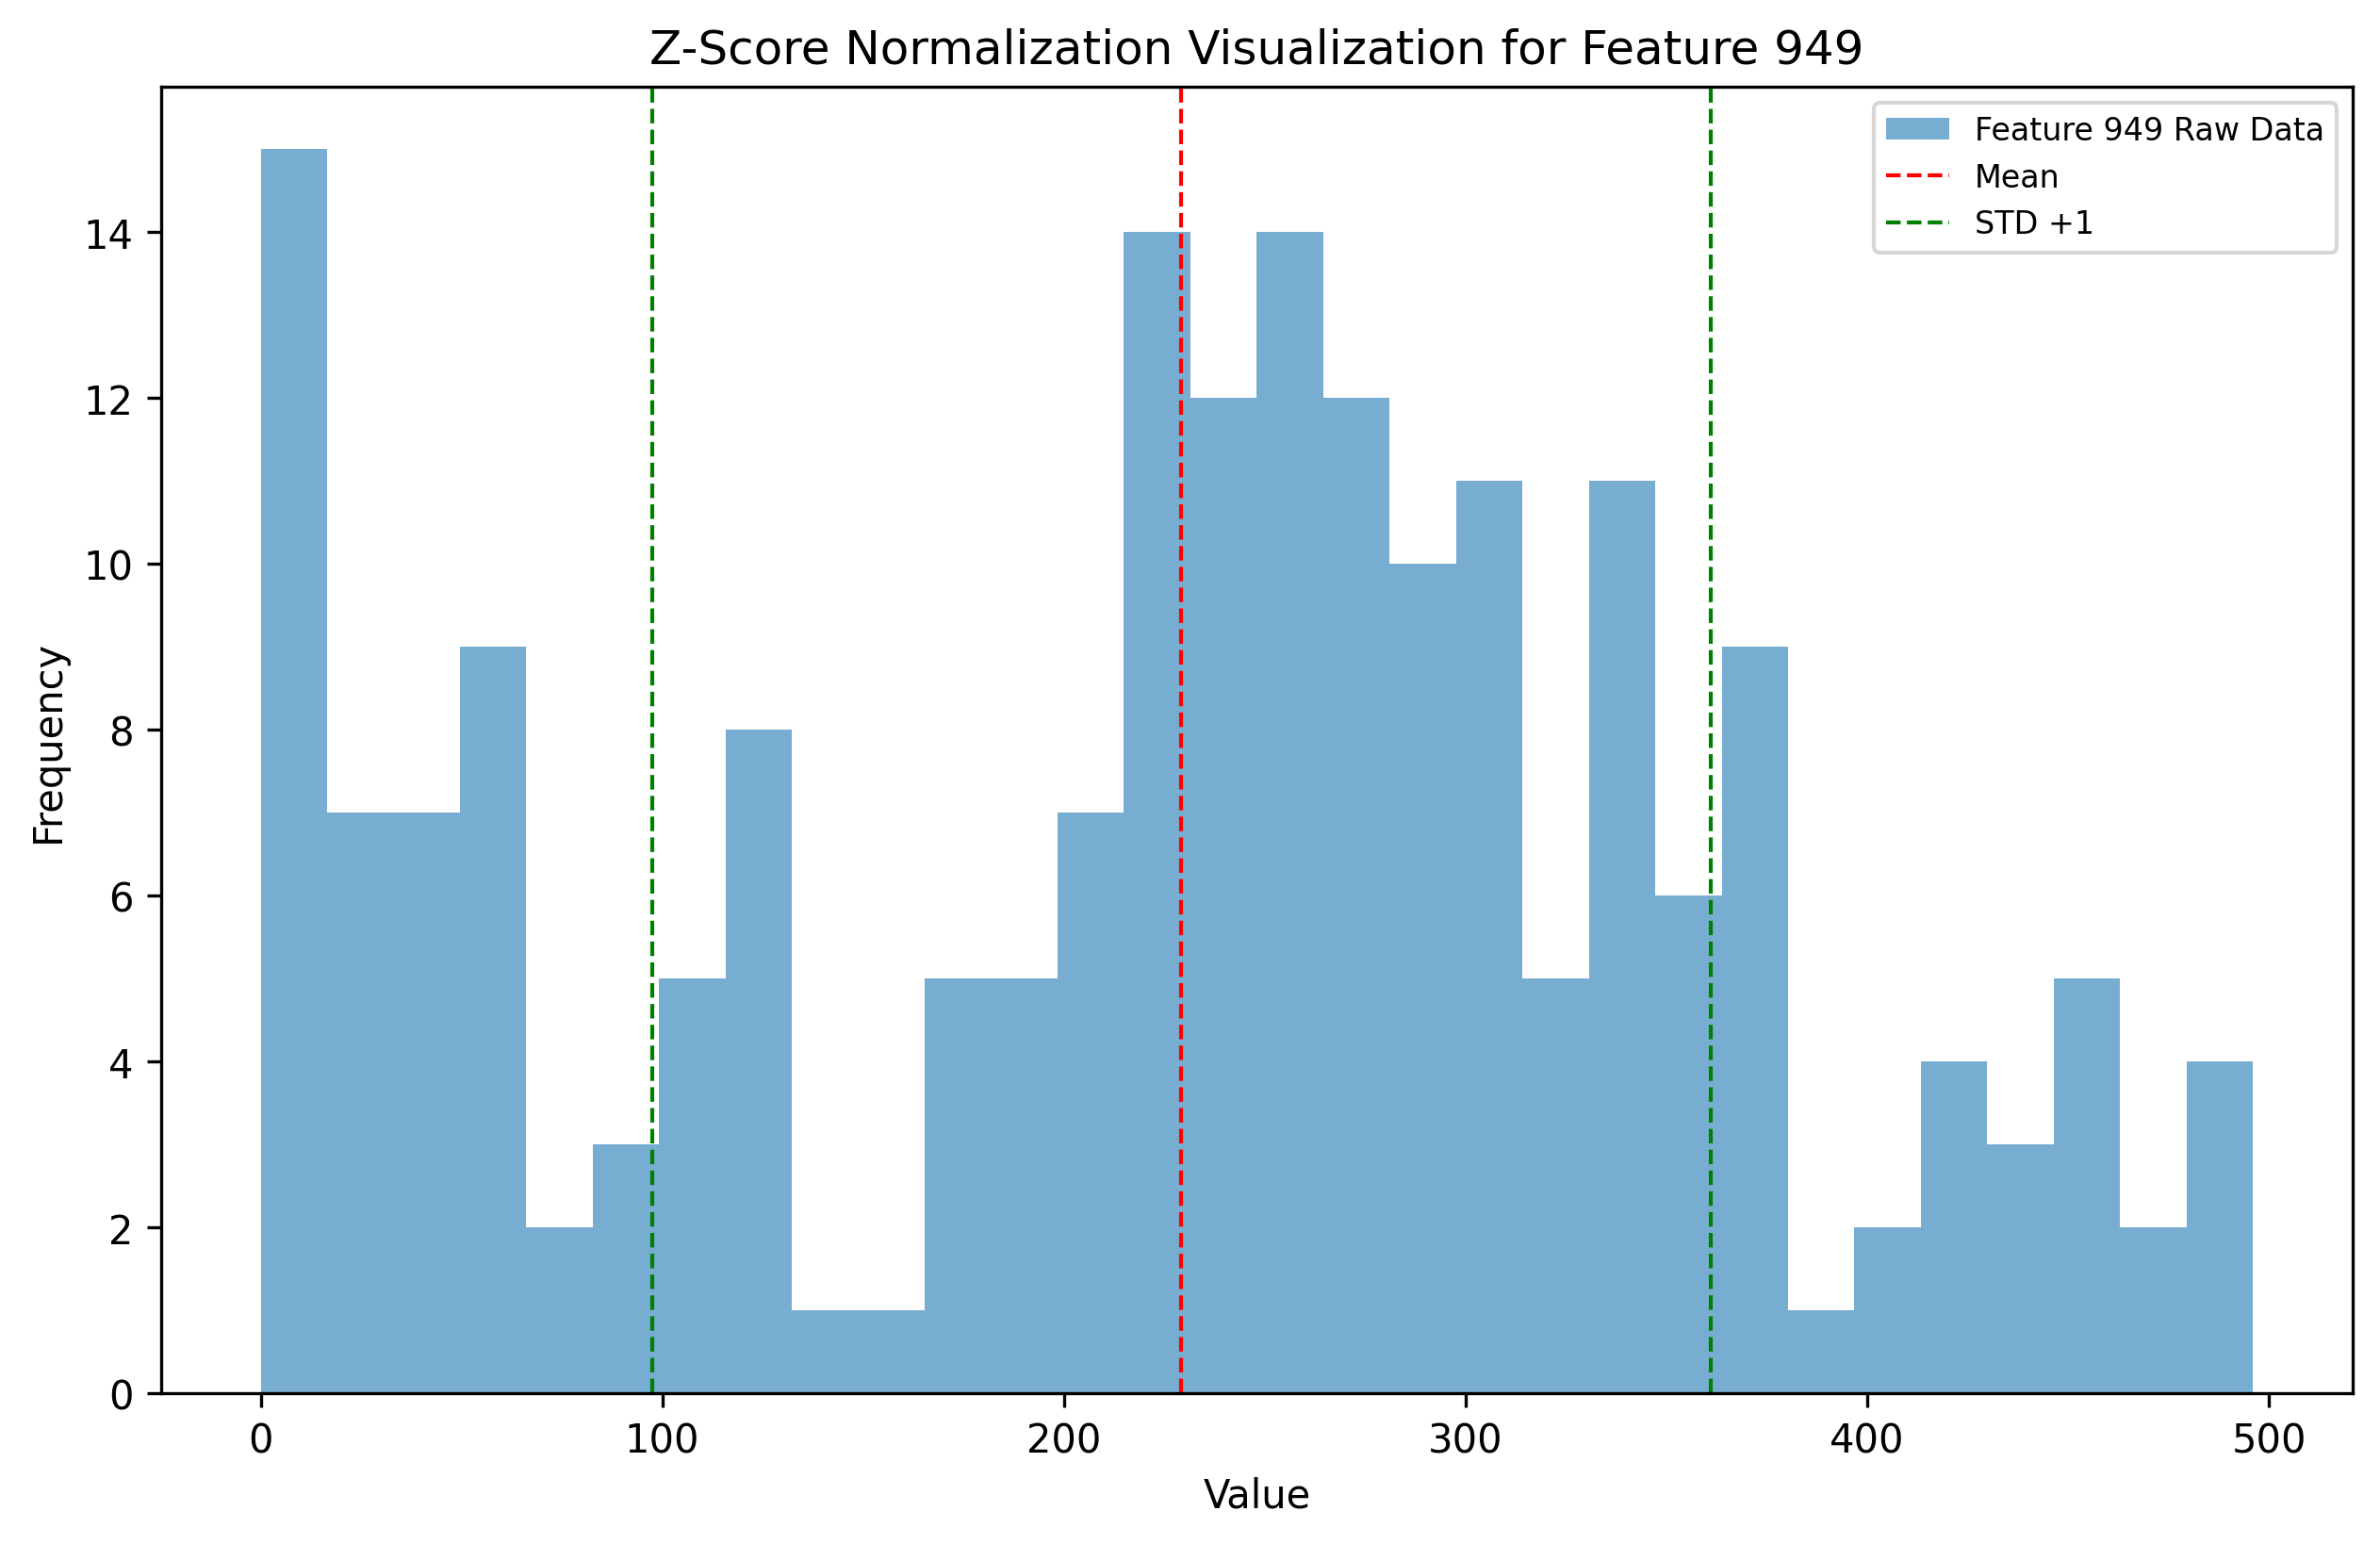 Z-Score Normalization Visualization for Feature 949
Feature 949 Raw Data
Mean
STD +1
Frequency
14
12
10
8
6
4
2
0
0 100 200 300 400 500
Value